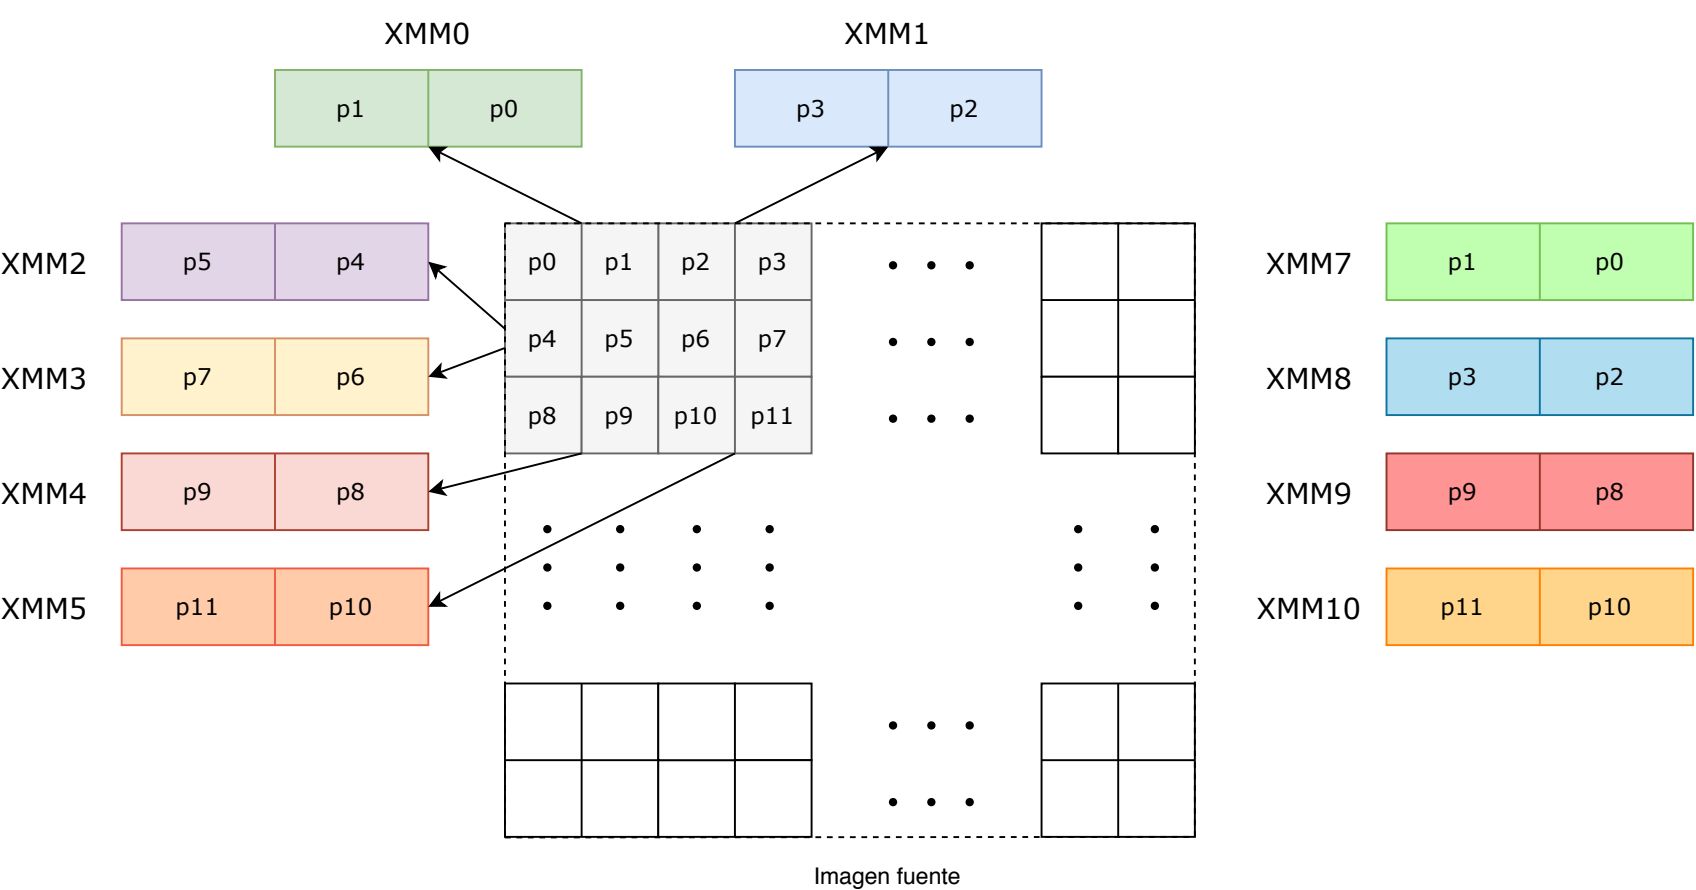 XMM0 XMM1
p1 p0 p3 p2
XMM2 p5 p4 p0 p1 p2 p3 XMM7 p1 p0
p4 p5 p6 p7
XMM3 p7 p6 XMM8 p3 p2
p8 p9 p10 p11
XMM4 p9 p8 XMM9 p9 p8
XMM5 p11 p10 XMM10 p11 p10
Imagen fuente